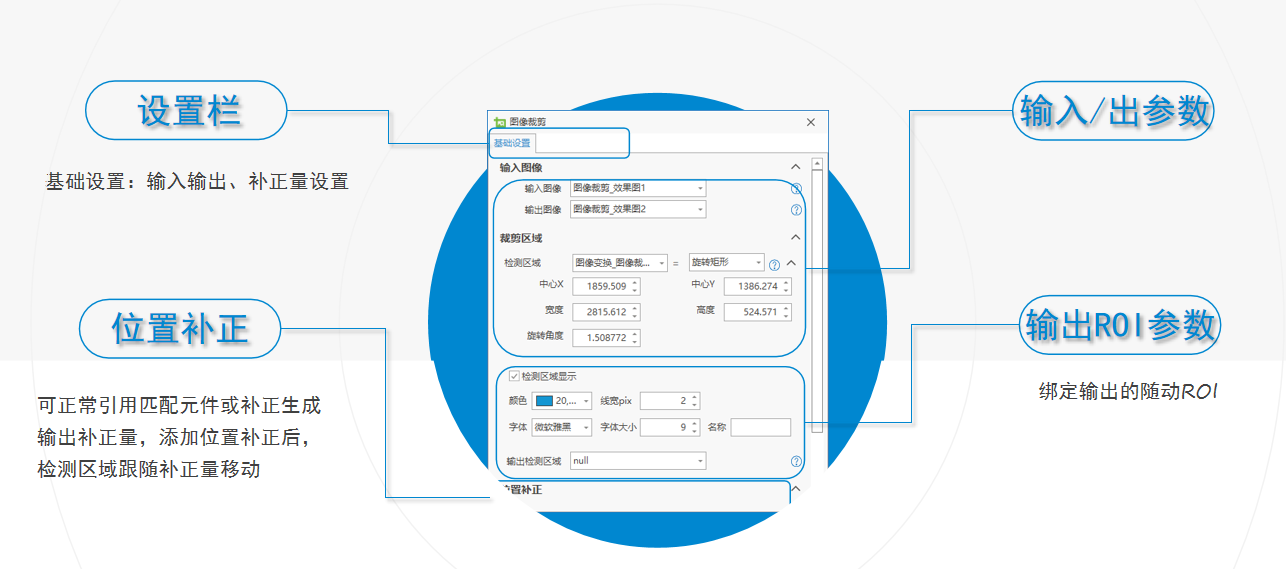 设置栏
基础设置：输入输出、补正量设置
位置补正
可正常引用匹配元件或补正生成
输出补正量，添加位置补正后，
检测区域跟随补正量移动
图像裁剪
基础设置
输入图像
输入图像 图像裁剪_效果图1
输出图像 图像裁剪_效果图2
裁剪区域
检测区域 图像变换_图像裁... = 旋转矩形
中心X 1859.509 中心Y 1386.274
宽度 2815.612 高度 524.571
旋转角度 1.508772
检测区域显示
颜色 20,... 线宽pix 2
字体 微软雅黑 字体大小 9 名称
输出检测区域 null
位置补正
输入/出参数
输出ROI参数
绑定输出的随动ROI